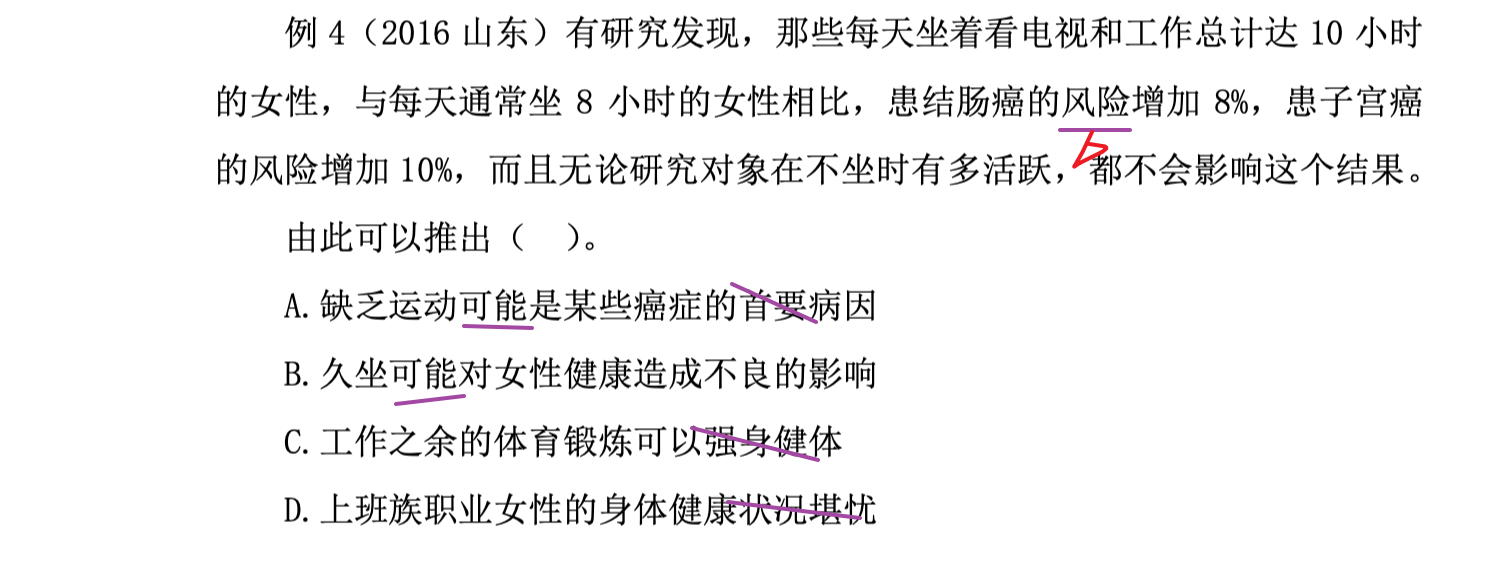 例 4（2016 山东）有研究发现，那些每天坐着看电视和工作总计达 10 小时
的女性，与每天通常坐 8 小时的女性相比，患结肠癌的风险增加 8%，患子宫癌
的风险增加 10%，而且无论研究对象在不坐时有多活跃，都不会影响这个结果。
由此可以推出（ ）。
A. 缺乏运动可能是某些癌症的首要病因
B. 久坐可能对女性健康造成不良的影响
C. 工作之余的体育锻炼可以强身健体
D. 上班族职业女性的身体健康状况堪忧